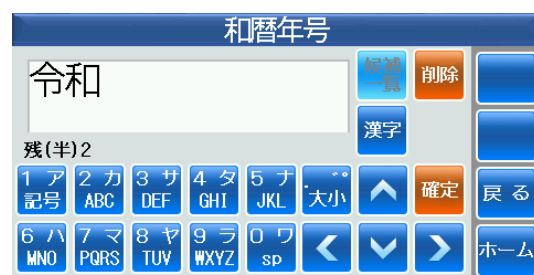 和暦年号
令和
候補一覧
削除
漢字
残(半)2
1 ア 記号
2 カ ABC
3 サ DEF
4 タ GHI
5 ナ JKL
゛゜大小
確定
戻る
6 ハ MNO
7 マ PQRS
8 ヤ TUV
9 ラ WXYZ
0 ワ sp
ホーム